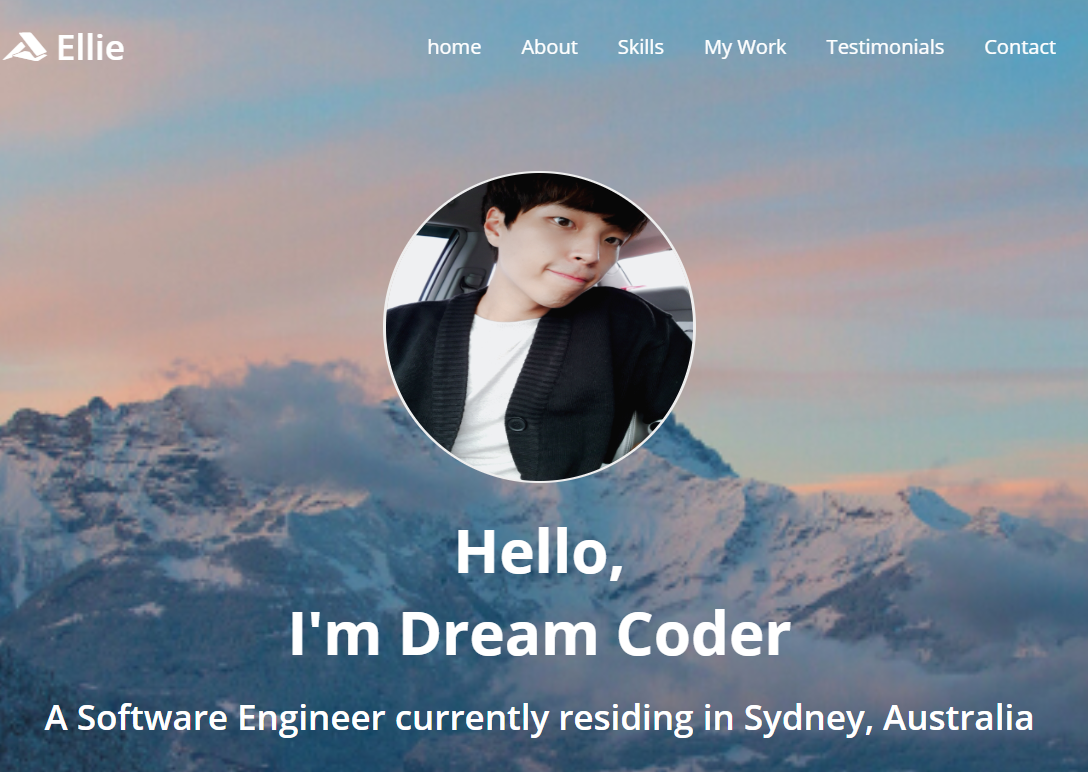 Ellie
home About Skills My Work Testimonials Contact
Hello,
I'm Dream Coder
A Software Engineer currently residing in Sydney, Australia